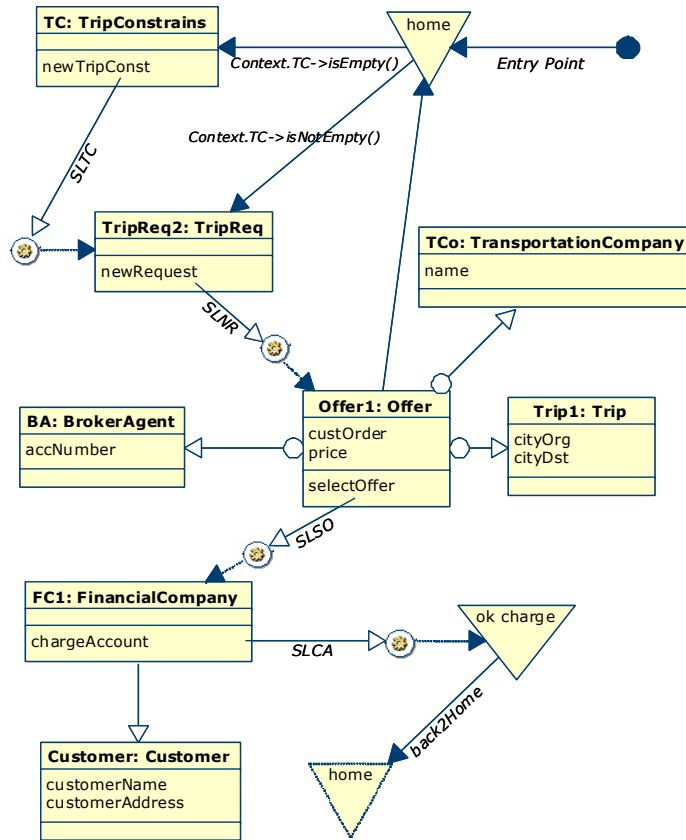 TC: TripConstrains
newTripConst
home
Entry Point
Context.TC->isEmpty()
Context.TC->isNotEmpty()
SLTC
TripReq2: TripReq
newRequest
TCo: TransportationCompany
name
SLNR
Offer1: Offer
custOrder
price
selectOffer
BA: BrokerAgent
accNumber
Trip1: Trip
cityOrg
cityDst
SLSO
FC1: FinancialCompany
chargeAccount
SLCA
ok charge
back2Home
home
Customer: Customer
customerName
customerAddress